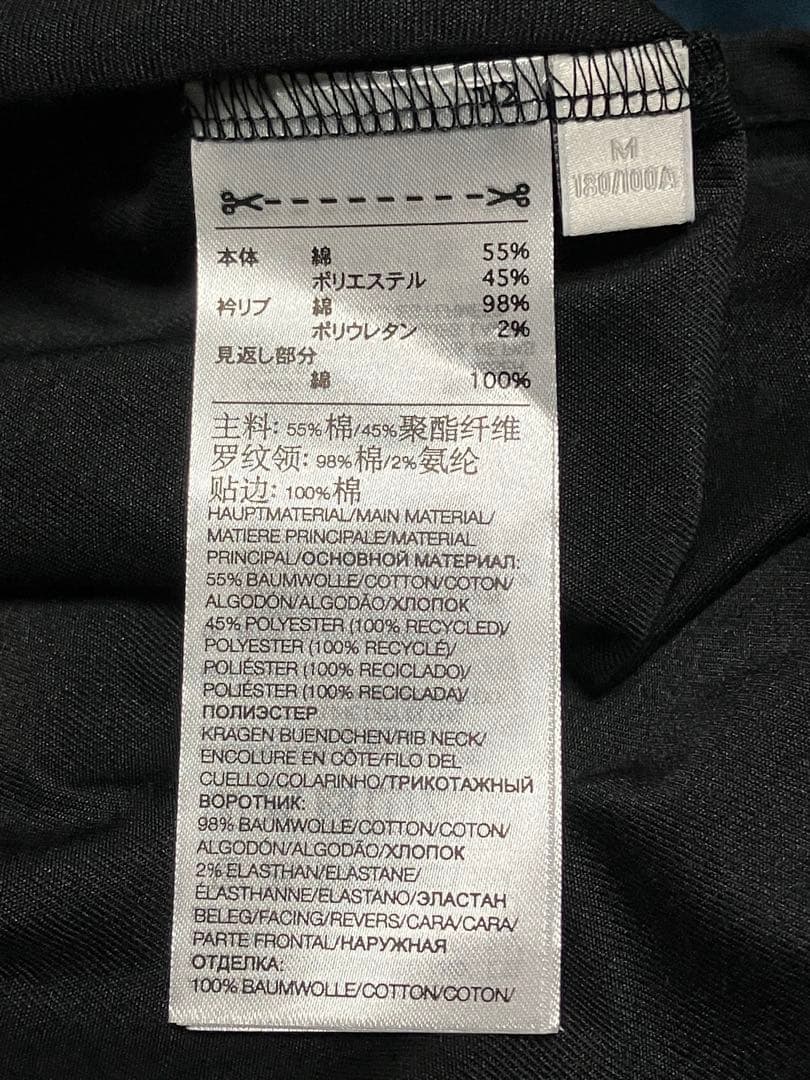 M
180/100A
本体 綿 55%
ポリエステル 45%
衿リブ 綿 98%
ポリウレタン 2%
見返し部分
綿 100%
主料: 55%棉/45%聚酯纤维
罗纹领: 98%棉/2%氨纶
贴边: 100%棉
HAUPTMATERIAL/MAIN MATERIAL/
MATIERE PRINCIPALE/MATERIAL
PRINCIPAL/ОСНОВНОЙ МАТЕРИАЛ:
55% BAUMWOLLE/COTTON/COTON/
ALGODÓN/ALGODÃO/ХЛОПОК
45% POLYESTER (100% RECYCLED)/
POLYESTER (100% RECYCLÉ)/
POLIÉSTER (100% RECICLADO)/
POLIÉSTER (100% RECICLADA)/
ПОЛИЭСТЕР
KRAGEN BUENDCHEN/RIB NECK/
ENCOLURE EN CÔTE/FILO DEL
CUELLO/COLARINHO/ТРИКОТАЖНЫЙ
ВОРОТНИК:
98% BAUMWOLLE/COTTON/COTON/
ALGODÓN/ALGODÃO/ХЛОПОК
2% ELASTHAN/ELASTANE/
ÉLASTHANNE/ELASTANO/ЭЛАСТАН
BELEG/FACING/REVERS/CARA/CARA/
PARTE FRONTAL/НАРУЖНАЯ
ОТДЕЛКА:
100% BAUMWOLLE/COTTON/COTON/